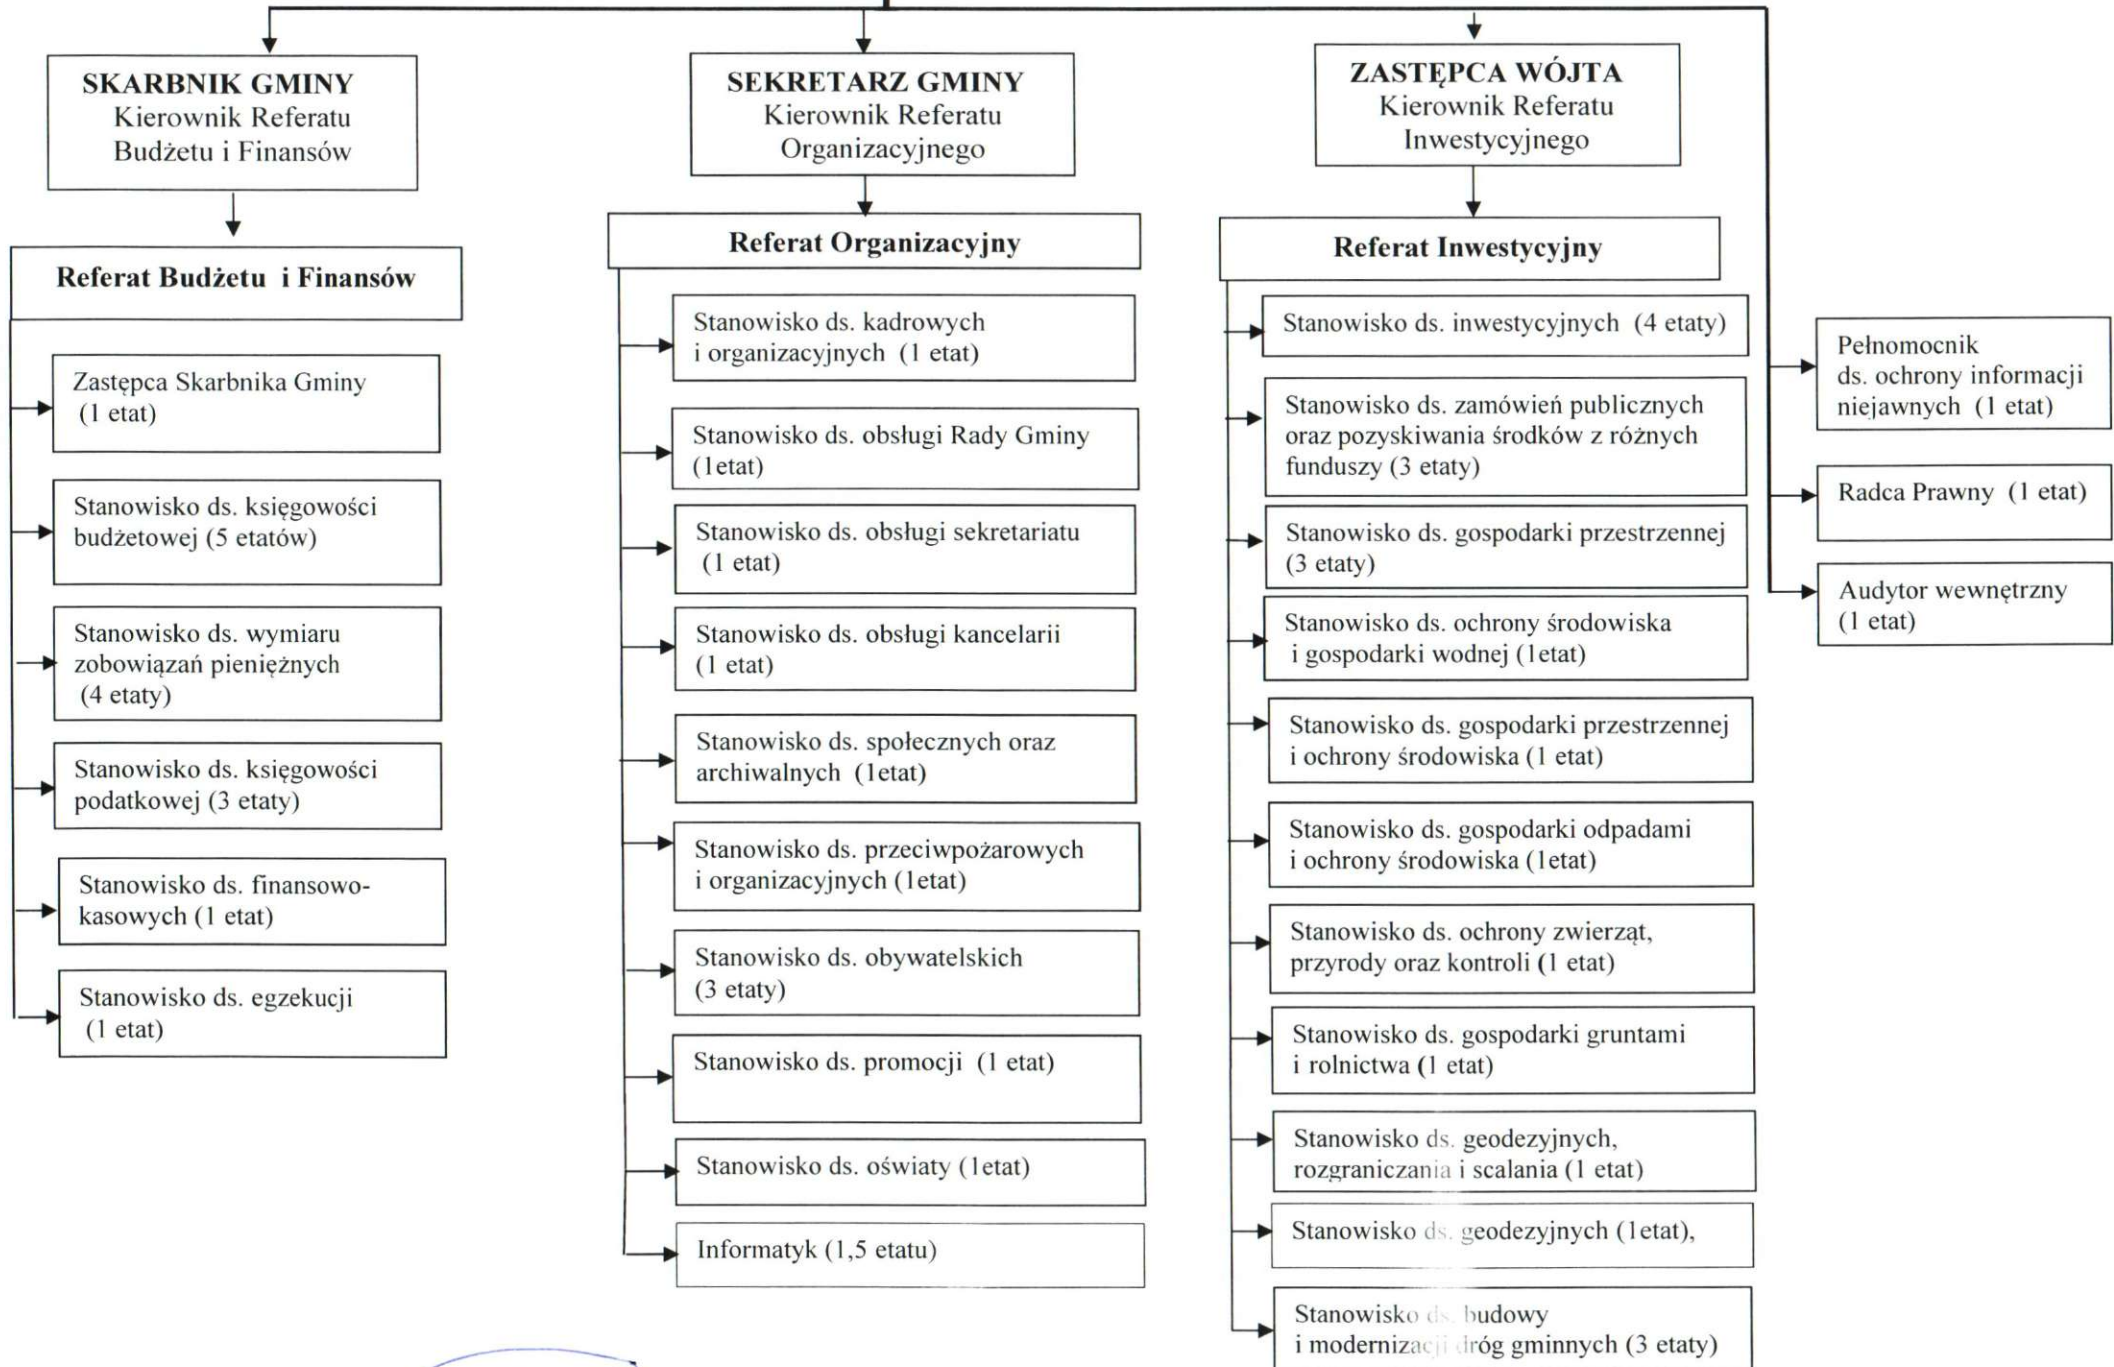 SKARBNIK GMINY
Kierownik Referatu
Budżetu i Finansów
Referat Budżetu i Finansów
Zastępca Skarbnika Gminy
(1 etat)
Stanowisko ds. księgowości
budżetowej (5 etatów)
Stanowisko ds. wymiaru
zobowiązań pieniężnych
(4 etaty)
Stanowisko ds. księgowości
podatkowej (3 etaty)
Stanowisko ds. finansowo-
kasowych (1 etat)
Stanowisko ds. egzekucji
(1 etat)
SEKRETARZ GMINY
Kierownik Referatu
Organizacyjnego
Referat Organizacyjny
Stanowisko ds. kadrowych
i organizacyjnych (1 etat)
Stanowisko ds. obsługi Rady Gminy
(1etat)
Stanowisko ds. obsługi sekretariatu
(1 etat)
Stanowisko ds. obsługi kancelarii
(1 etat)
Stanowisko ds. społecznych oraz
archiwalnych (1etat)
Stanowisko ds. przeciwpożarowych
i organizacyjnych (1etat)
Stanowisko ds. obywatelskich
(3 etaty)
Stanowisko ds. promocji (1 etat)
Stanowisko ds. oświaty (1etat)
Informatyk (1,5 etatu)
ZASTĘPCA WÓJTA
Kierownik Referatu
Inwestycyjnego
Referat Inwestycyjny
Stanowisko ds. inwestycyjnych (4 etaty)
Stanowisko ds. zamówień publicznych
oraz pozyskiwania środków z różnych
funduszy (3 etaty)
Stanowisko ds. gospodarki przestrzennej
(3 etaty)
Stanowisko ds. ochrony środowiska
i gospodarki wodnej (1etat)
Stanowisko ds. gospodarki przestrzennej
i ochrony środowiska (1 etat)
Stanowisko ds. gospodarki odpadami
i ochrony środowiska (1etat)
Stanowisko ds. ochrony zwierząt,
przyrody oraz kontroli (1 etat)
Stanowisko ds. gospodarki gruntami
i rolnictwa (1 etat)
Stanowisko ds. geodezyjnych,
rozgraniczania i scalania (1 etat)
Stanowisko ds. geodezyjnych (1etat),
Stanowisko ds. budowy
i modernizacji dróg gminnych (3 etaty)
Pełnomocnik
ds. ochrony informacji
niejawnych (1 etat)
Radca Prawny (1 etat)
Audytor wewnętrzny
(1 etat)